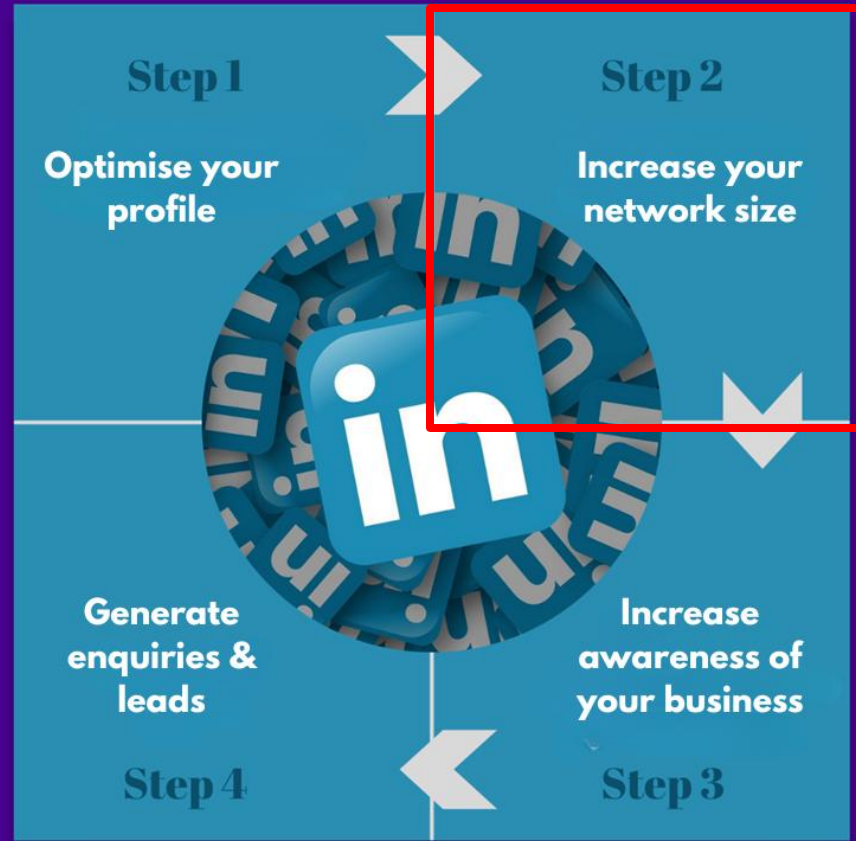 Step 1
Optimise your
profile
Step 2
Increase your
network size
in
Increase
awareness of
your business
Step 3
Generate
enquiries &
leads
Step 4